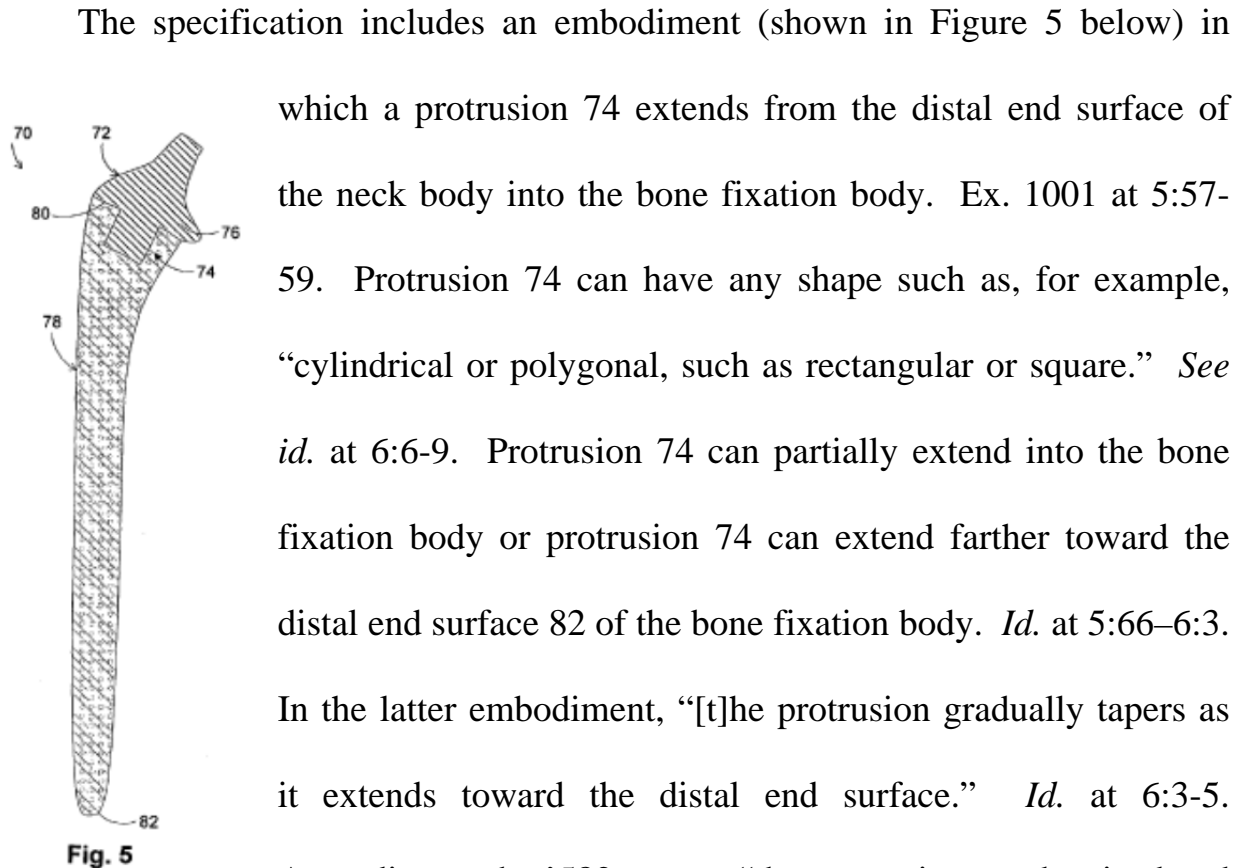 The specification includes an embodiment (shown in Figure 5 below) in
which a protrusion 74 extends from the distal end surface of
the neck body into the bone fixation body. Ex. 1001 at 5:57-
59. Protrusion 74 can have any shape such as, for example,
“cylindrical or polygonal, such as rectangular or square.” See
id. at 6:6-9. Protrusion 74 can partially extend into the bone
fixation body or protrusion 74 can extend farther toward the
distal end surface 82 of the bone fixation body. Id. at 5:66–6:3.
In the latter embodiment, “[t]he protrusion gradually tapers as
it extends toward the distal end surface.” Id. at 6:3-5.
70
72
80
76
74
78
82
Fig. 5